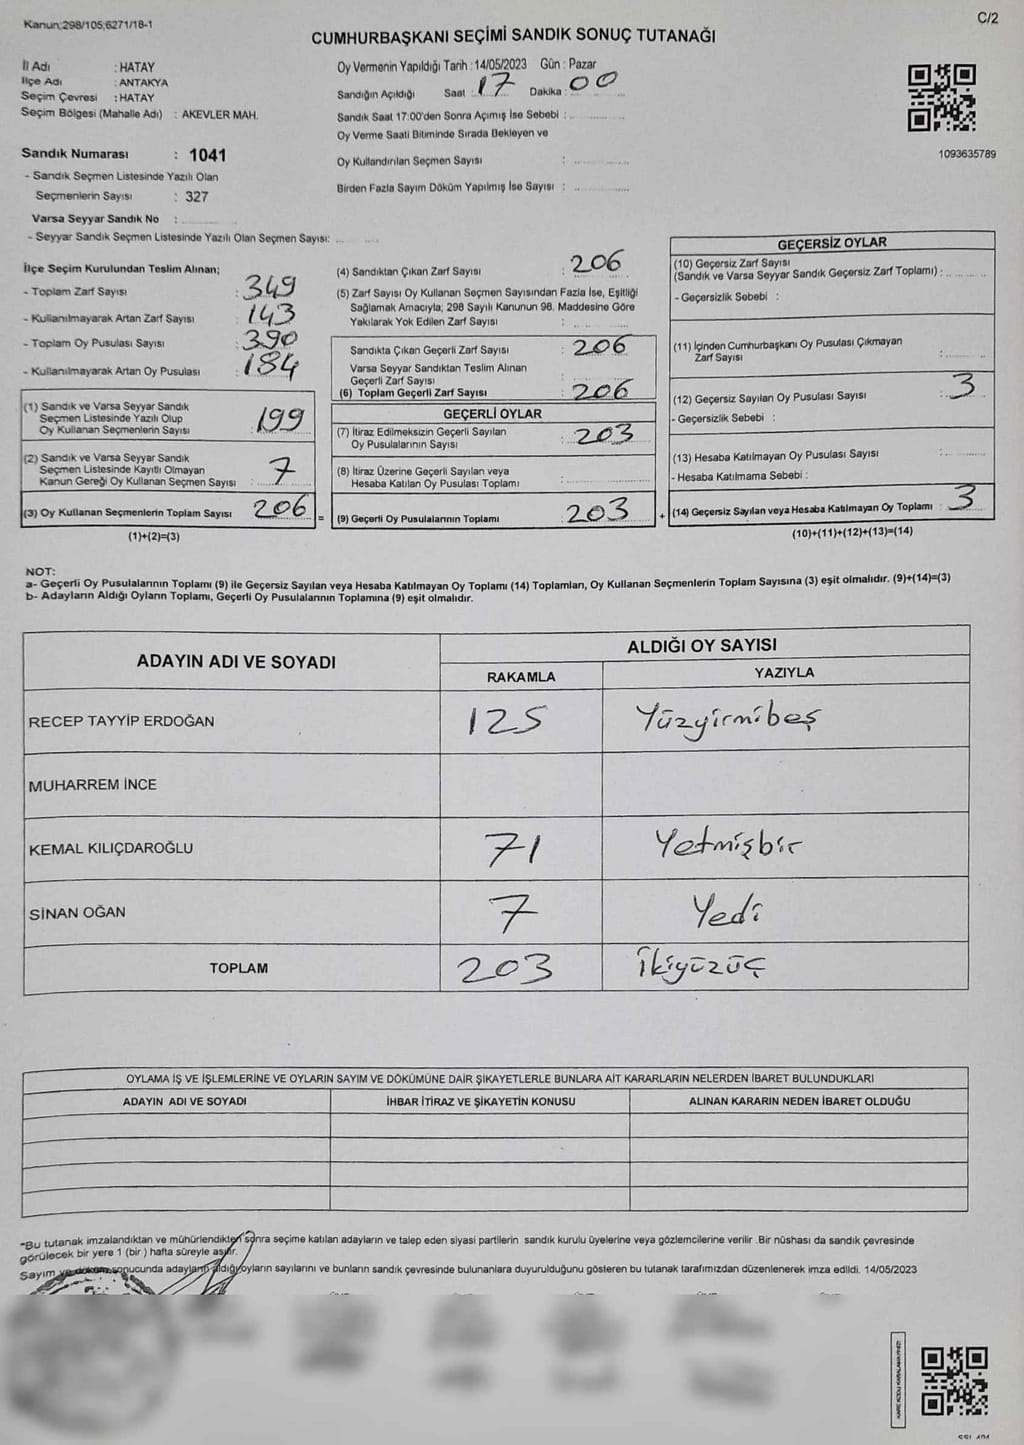 Kanun:298/105,6271/18-1
C/2
CUMHURBAŞKANI SEÇİMİ SANDIK SONUÇ TUTANAĞI
İl Adı : HATAY
İlçe Adı : ANTAKYA
Seçim Çevresi : HATAY
Seçim Bölgesi (Mahalle Adı) : AKEVLER MAH.
Oy Vermenin Yapıldığı Tarih : 14/05/2023 Gün : Pazar
Sandığın Açıldığı Saat : 17 Dakika : 00
Sandık Saat 17:00'den Sonra Açımış İse Sebebi :
Oy Verme Saati Bitiminde Sırada Bekleyen ve
Oy Kullandırılan Seçmen Sayısı :
Birden Fazla Sayım Döküm Yapılmış İse Sayısı :
1093635789
Sandık Numarası : 1041
- Sandık Seçmen Listesinde Yazılı Olan
Seçmenlerin Sayısı : 327
Varsa Seyyar Sandık No :
- Seyyar Sandık Seçmen Listesinde Yazılı Olan Seçmen Sayısı:
İlçe Seçim Kurulundan Teslim Alınan;
- Toplam Zarf Sayısı : 349
- Kullanılmayarak Artan Zarf Sayısı : 143
- Toplam Oy Pusulası Sayısı : 390
- Kullanılmayarak Artan Oy Pusulası : 184
(1) Sandık ve Varsa Seyyar Sandık
Seçmen Listesinde Yazılı Olup
Oy Kullanan Seçmenlerin Sayısı : 199
(2) Sandık ve Varsa Seyyar Sandık
Seçmen Listesinde Kayıtlı Olmayan
Kanun Gereği Oy Kullanan Seçmen Sayısı : 7
(3) Oy Kullanan Seçmenlerin Toplam Sayısı : 206
(1)+(2)=(3)
(4) Sandıktan Çıkan Zarf Sayısı : 206
(5) Zarf Sayısı Oy Kullanan Seçmen Sayısından Fazla İse, Eşitliği
Sağlamak Amacıyla; 298 Sayılı Kanunun 98. Maddesine Göre
Yakılarak Yok Edilen Zarf Sayısı :
Sandıkta Çıkan Geçerli Zarf Sayısı : 206
Varsa Seyyar Sandıktan Teslim Alınan
Geçerli Zarf Sayısı :
(6) Toplam Geçerli Zarf Sayısı : 206
GEÇERLİ OYLAR
(7) İtiraz Edilmeksizin Geçerli Sayılan
Oy Pusulalarının Sayısı : 203
(8) İtiraz Üzerine Geçerli Sayılan veya
Hesaba Katılan Oy Pusulası Toplamı :
= (9) Geçerli Oy Pusulalarının Toplamı : 203
GEÇERSİZ OYLAR
(10) Geçersiz Zarf Sayısı
(Sandık ve Varsa Seyyar Sandık Geçersiz Zarf Toplamı) :
- Geçersizlik Sebebi :
(11) İçinden Cumhurbaşkanı Oy Pusulası Çıkmayan
Zarf Sayısı :
(12) Geçersiz Sayılan Oy Pusulası Sayısı : 3
- Geçersizlik Sebebi :
(13) Hesaba Katılmayan Oy Pusulası Sayısı :
- Hesaba Katılmama Sebebi :
+ (14) Geçersiz Sayılan veya Hesaba Katılmayan Oy Toplamı : 3
(10)+(11)+(12)+(13)=(14)
NOT:
a- Geçerli Oy Pusulalarının Toplamı (9) ile Geçersiz Sayılan veya Hesaba Katılmayan Oy Toplamı (14) Toplamları, Oy Kullanan Seçmenlerin Toplam Sayısına (3) eşit olmalıdır. (9)+(14)=(3)
b- Adayların Aldığı Oyların Toplamı, Geçerli Oy Pusulalarının Toplamına (9) eşit olmalıdır.
ADAYIN ADI VE SOYADI
ALDIĞI OY SAYISI
RAKAMLA YAZIYLA
RECEP TAYYİP ERDOĞAN 125 Yüzyirmibeş
MUHARREM İNCE
KEMAL KILIÇDAROĞLU 71 Yetmişbir
SİNAN OĞAN 7 Yedi
TOPLAM 203 İkiyüzüç
OYLAMA İŞ VE İŞLEMLERİNE VE OYLARIN SAYIM VE DÖKÜMÜNE DAİR ŞİKAYETLERLE BUNLARA AİT KARARLARIN NELERDEN İBARET BULUNDUKLARI
ADAYIN ADI VE SOYADI İHBAR İTİRAZ VE ŞİKAYETİN KONUSU ALINAN KARARIN NEDEN İBARET OLDUĞU
*Bu tutanak imzalandıktan ve mühürlendikten sonra seçime katılan adayların ve talep eden siyasi partilerin sandık kurulu üyelerine veya gözlemcilerine verilir .Bir nüshası da sandık çevresinde
görülecek bir yere 1 (bir ) hafta süreyle asılır.
Sayım ve döküm sonucunda adayların aldığı oyların sayılarını ve bunların sandık çevresinde bulunanlara duyurulduğunu gösteren bu tutanak tarafımızdan düzenlenerek imza edildi. 14/05/2023